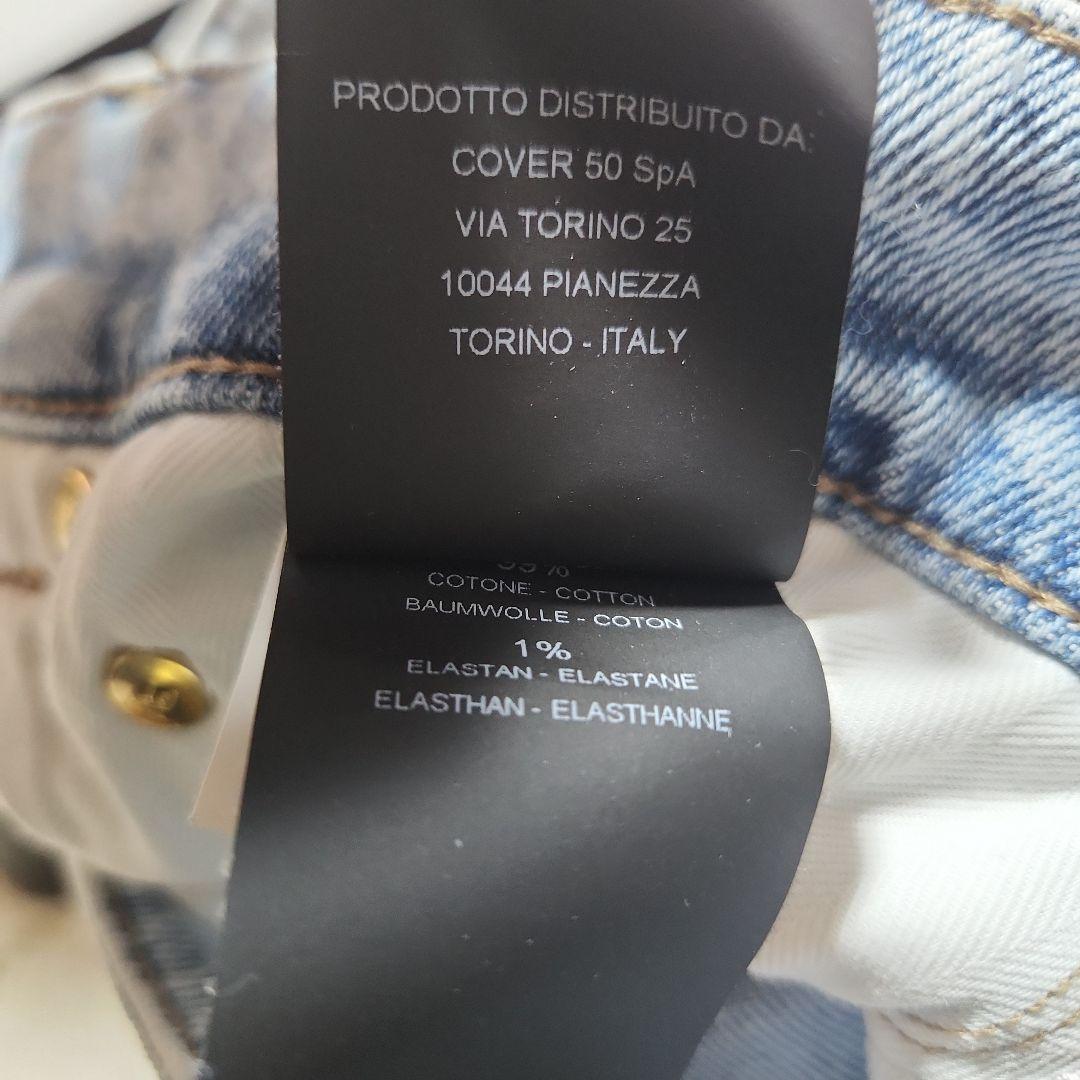 PRODOTTO DISTRIBUITO DA:
COVER 50 SpA
VIA TORINO 25
10044 PIANEZZA
TORINO - ITALY
99%
COTONE - COTTON
BAUMWOLLE - COTON
1%
ELASTAN - ELASTANE
ELASTHAN - ELASTHANNE